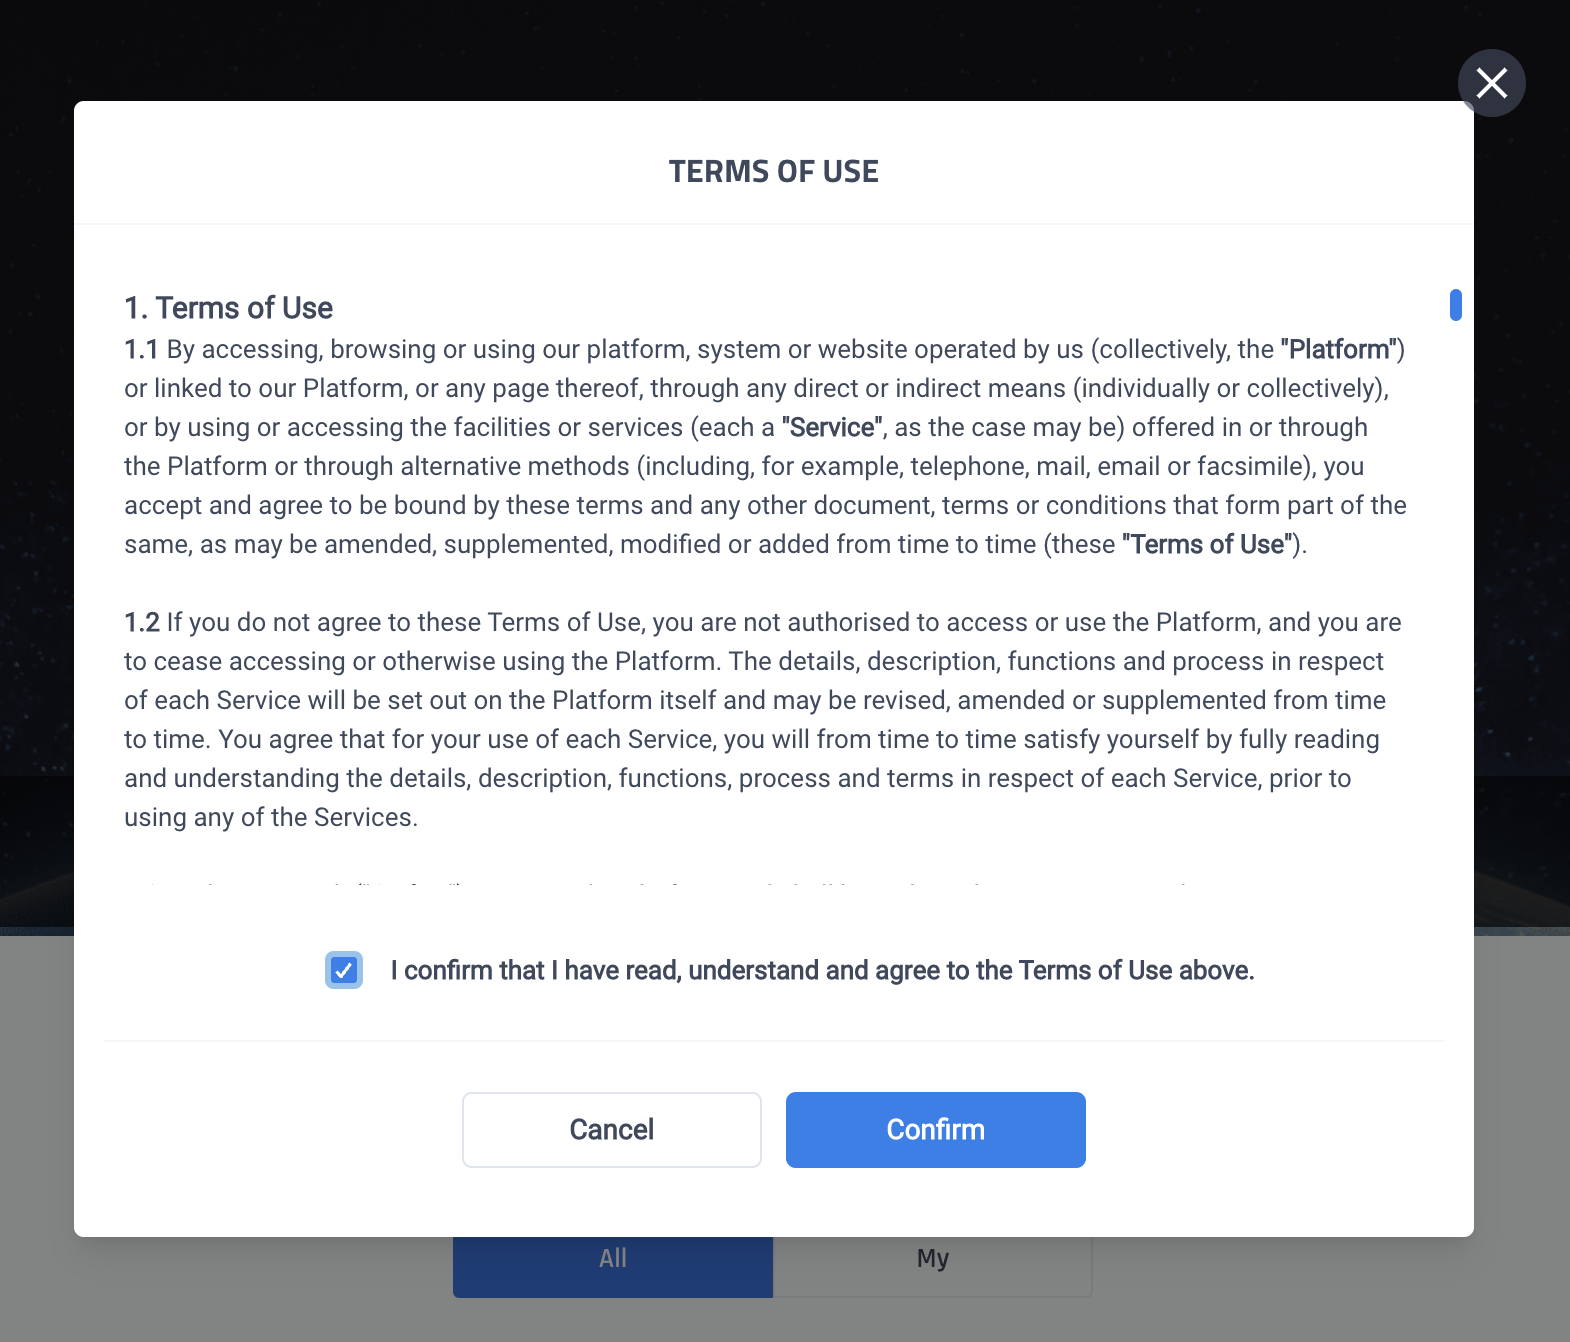 TERMS OF USE
1. Terms of Use
1.1 By accessing, browsing or using our platform, system or website operated by us (collectively, the "Platform")
or linked to our Platform, or any page thereof, through any direct or indirect means (individually or collectively),
or by using or accessing the facilities or services (each a "Service", as the case may be) offered in or through
the Platform or through alternative methods (including, for example, telephone, mail, email or facsimile), you
accept and agree to be bound by these terms and any other document, terms or conditions that form part of the
same, as may be amended, supplemented, modified or added from time to time (these "Terms of Use").
1.2 If you do not agree to these Terms of Use, you are not authorised to access or use the Platform, and you are
to cease accessing or otherwise using the Platform. The details, description, functions and process in respect
of each Service will be set out on the Platform itself and may be revised, amended or supplemented from time
to time. You agree that for your use of each Service, you will from time to time satisfy yourself by fully reading
and understanding the details, description, functions, process and terms in respect of each Service, prior to
using any of the Services.
I confirm that I have read, understand and agree to the Terms of Use above.
Cancel
Confirm
All
My